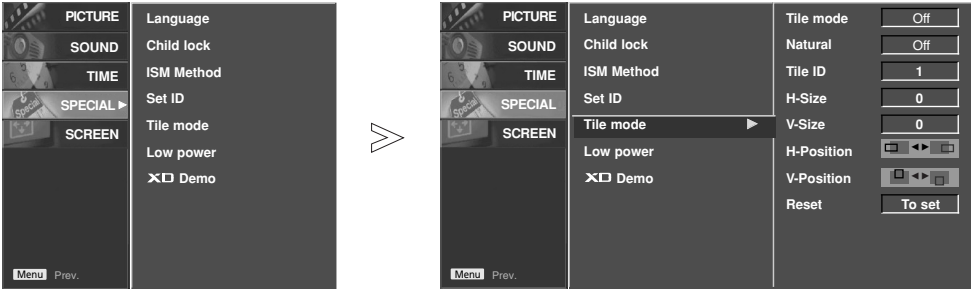 PICTURE
SOUND
TIME
SPECIAL
SCREEN
Menu Prev.
Language
Child lock
ISM Method
Set ID
Tile mode
Low power
XD Demo
PICTURE
SOUND
TIME
SPECIAL
SCREEN
Menu Prev.
Language
Child lock
ISM Method
Set ID
Tile mode
Low power
XD Demo
Tile mode Off
Natural Off
Tile ID 1
H-Size 0
V-Size 0
H-Position
V-Position
Reset To set